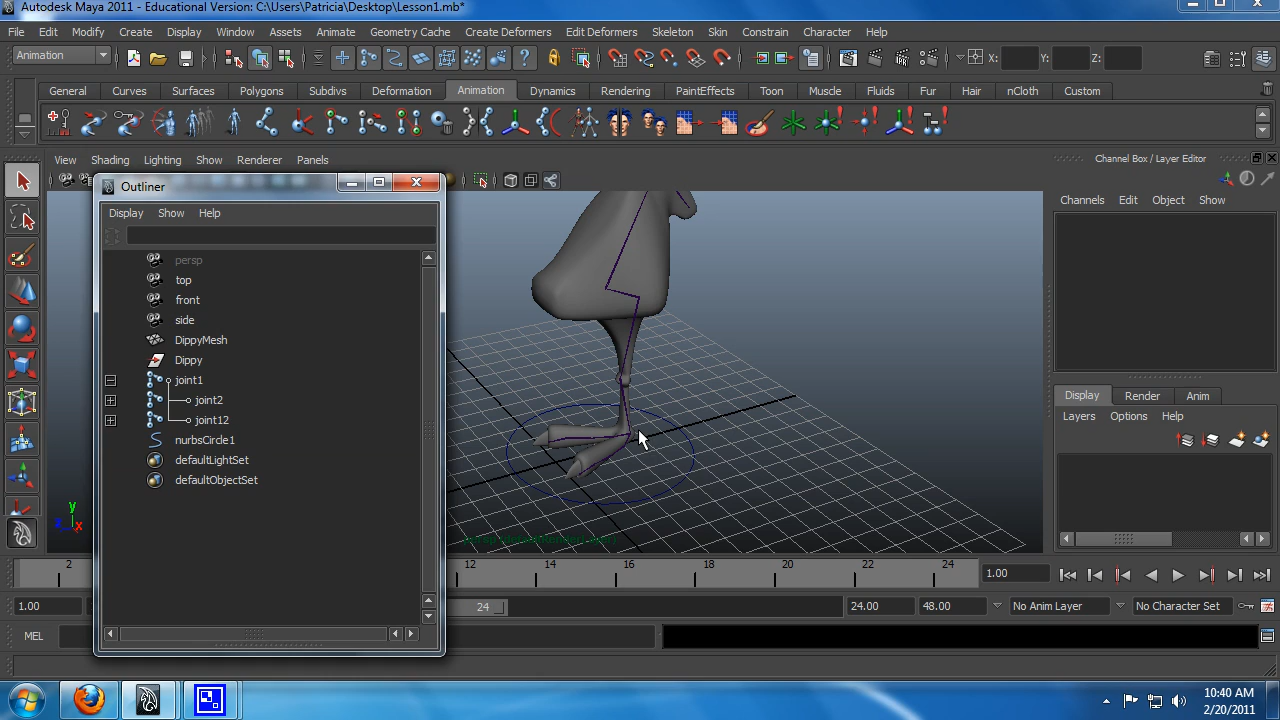 Autodesk Maya 2011 - Educational Version: C:\Users\Patricia\Desktop\Lesson1.mb*
File Edit Modify Create Display Window Assets Animate Geometry Cache Create Deformers Edit Deformers Skeleton Skin Constrain Character Help
Animation X: Y: Z:
General Curves Surfaces Polygons Subdivs Deformation Animation Dynamics Rendering PaintEffects Toon Muscle Fluids Fur Hair nCloth Custom
View Shading Lighting Show Renderer Panels
Channel Box / Layer Editor
Outliner
Channels Edit Object Show
Display Show Help
persp
top
front
side
DippyMesh
Dippy
joint1
joint2
joint12
nurbsCircle1
defaultLightSet
defaultObjectSet
Display Render Anim
Layers Options Help
y
x
2 12 14 16 18 20 22 24 1.00
1.00 24 24.00 48.00 No Anim Layer No Character Set
MEL
10:40 AM
2/20/2011